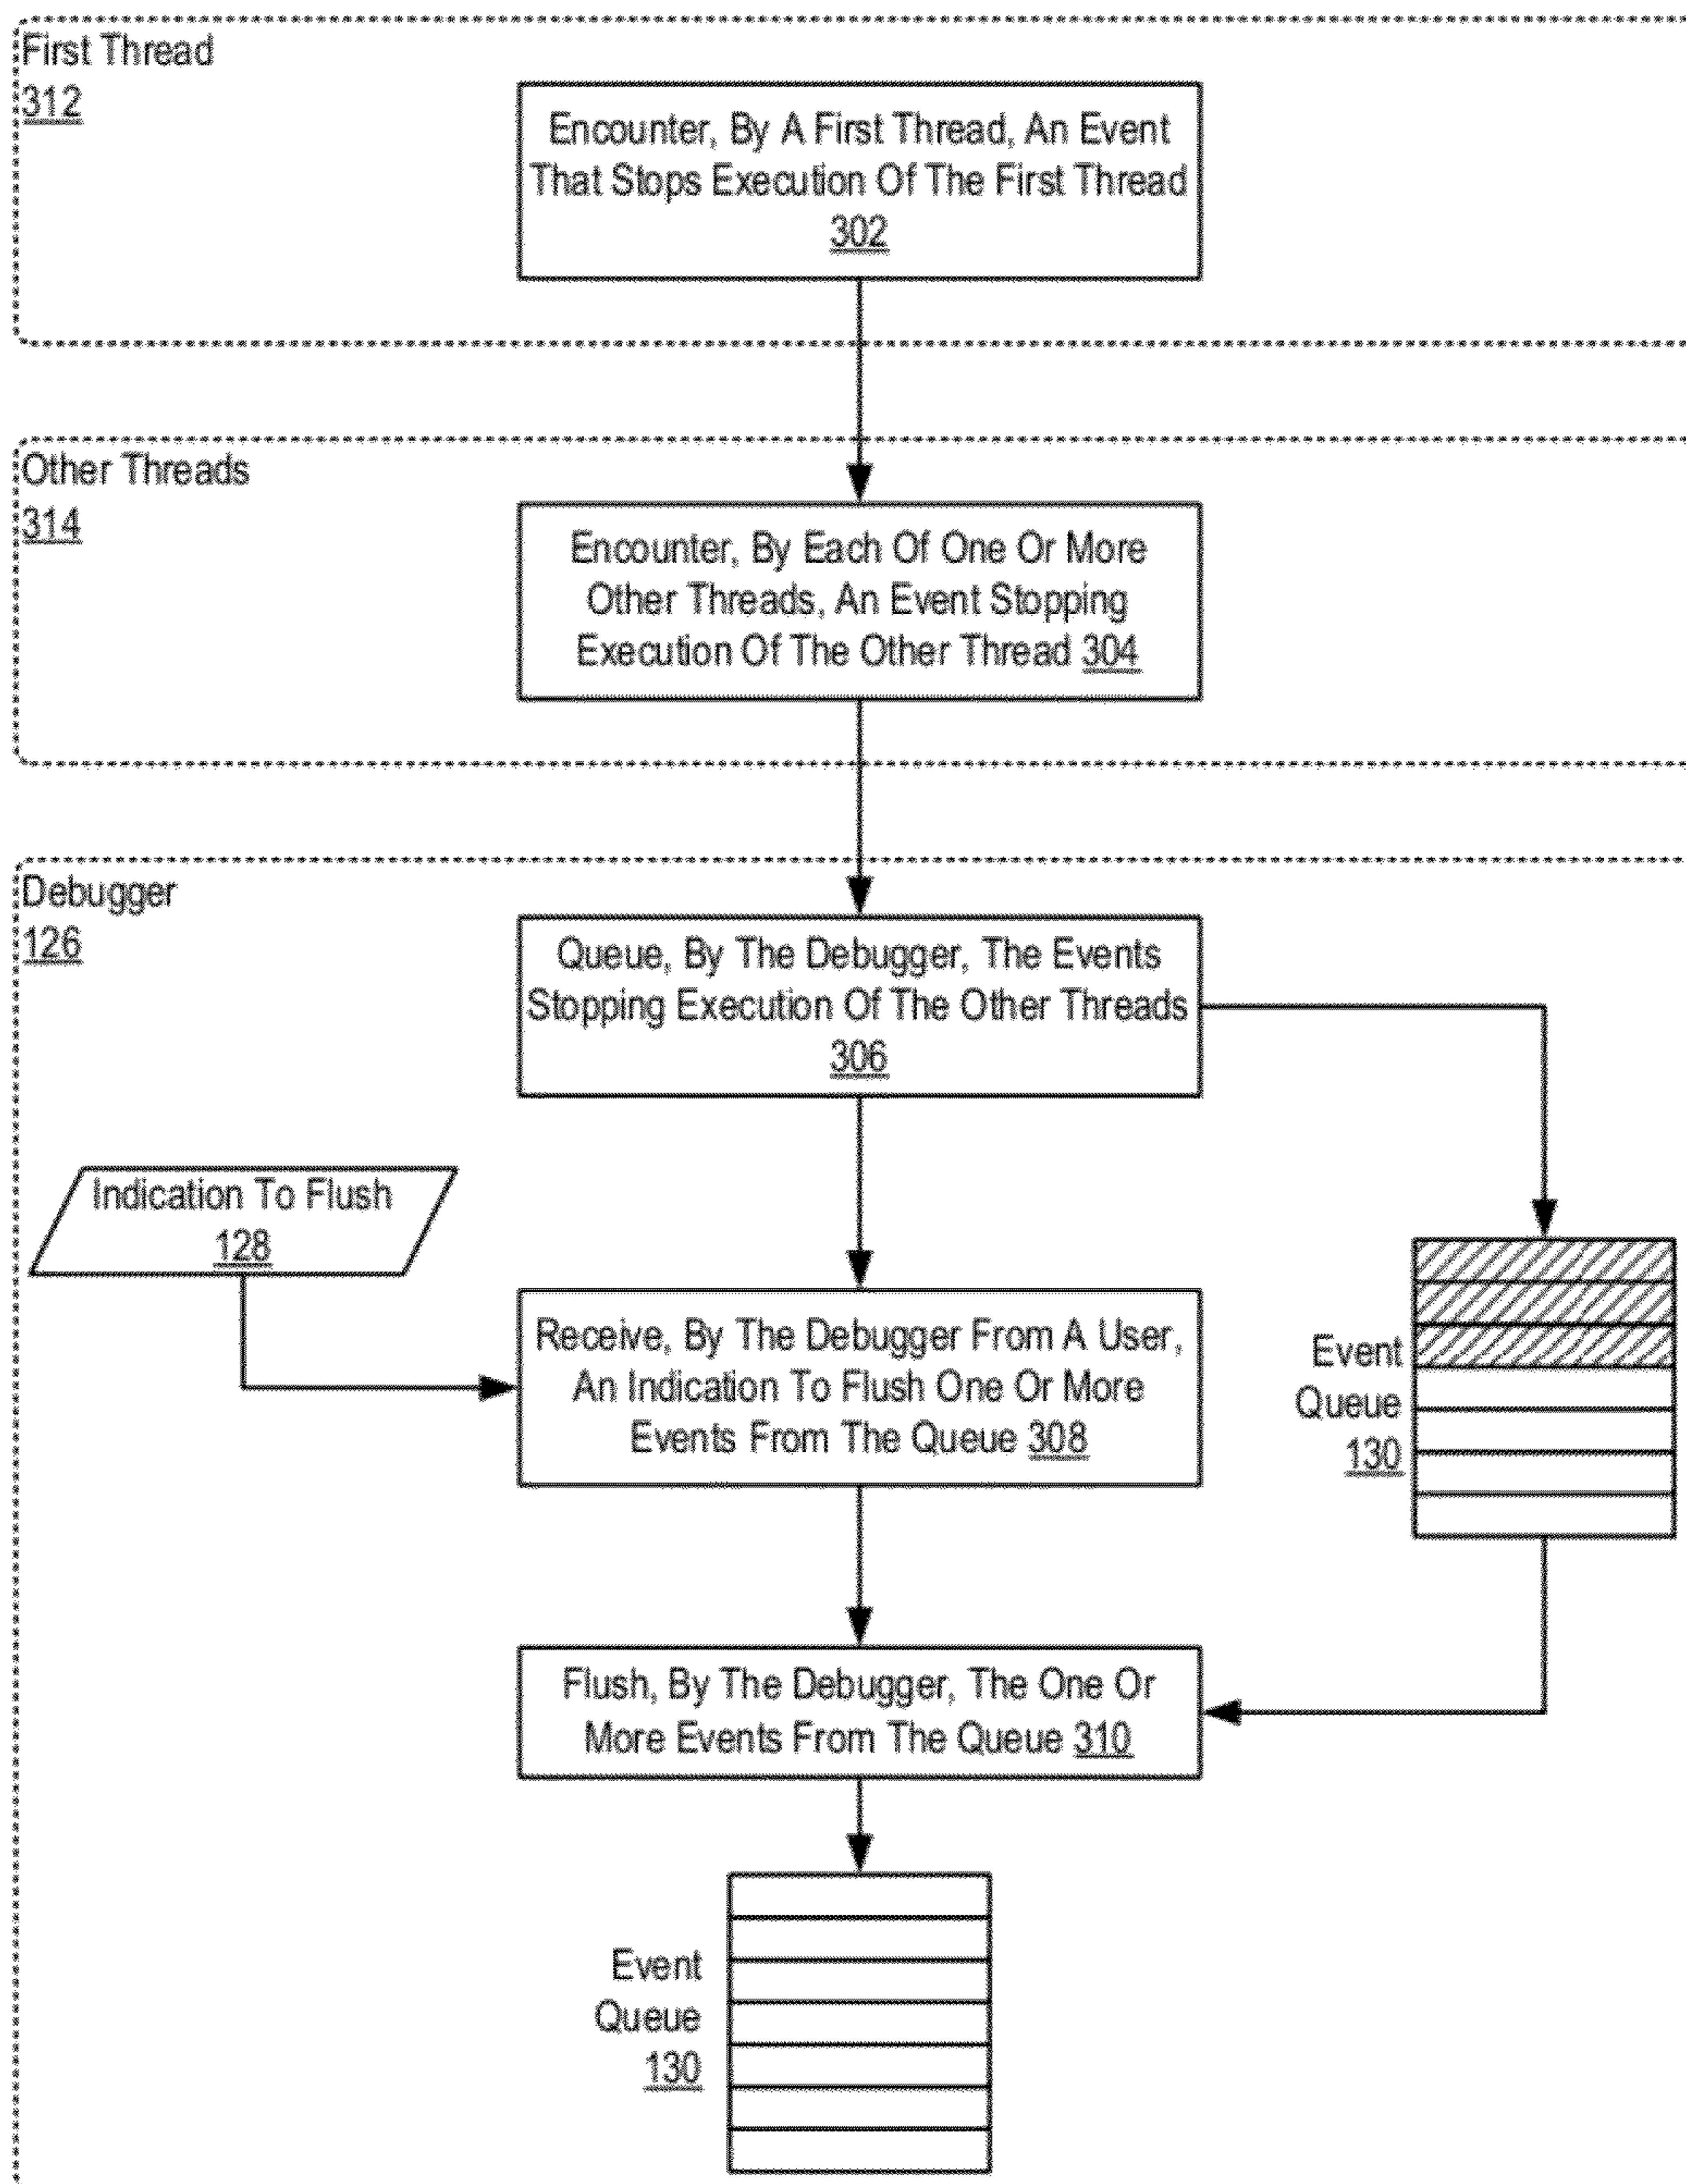 First Thread
312
Encounter, By A First Thread, An Event
That Stops Execution Of The First Thread
302
Other Threads
314
Encounter, By Each Of One Or More
Other Threads, An Event Stopping
Execution Of The Other Thread 304
Debugger
126
Queue, By The Debugger, The Events
Stopping Execution Of The Other Threads
306
Indication To Flush
128
Receive, By The Debugger From A User,
An Indication To Flush One Or More
Events From The Queue 308
Event
Queue
130
Flush, By The Debugger, The One Or
More Events From The Queue 310
Event
Queue
130